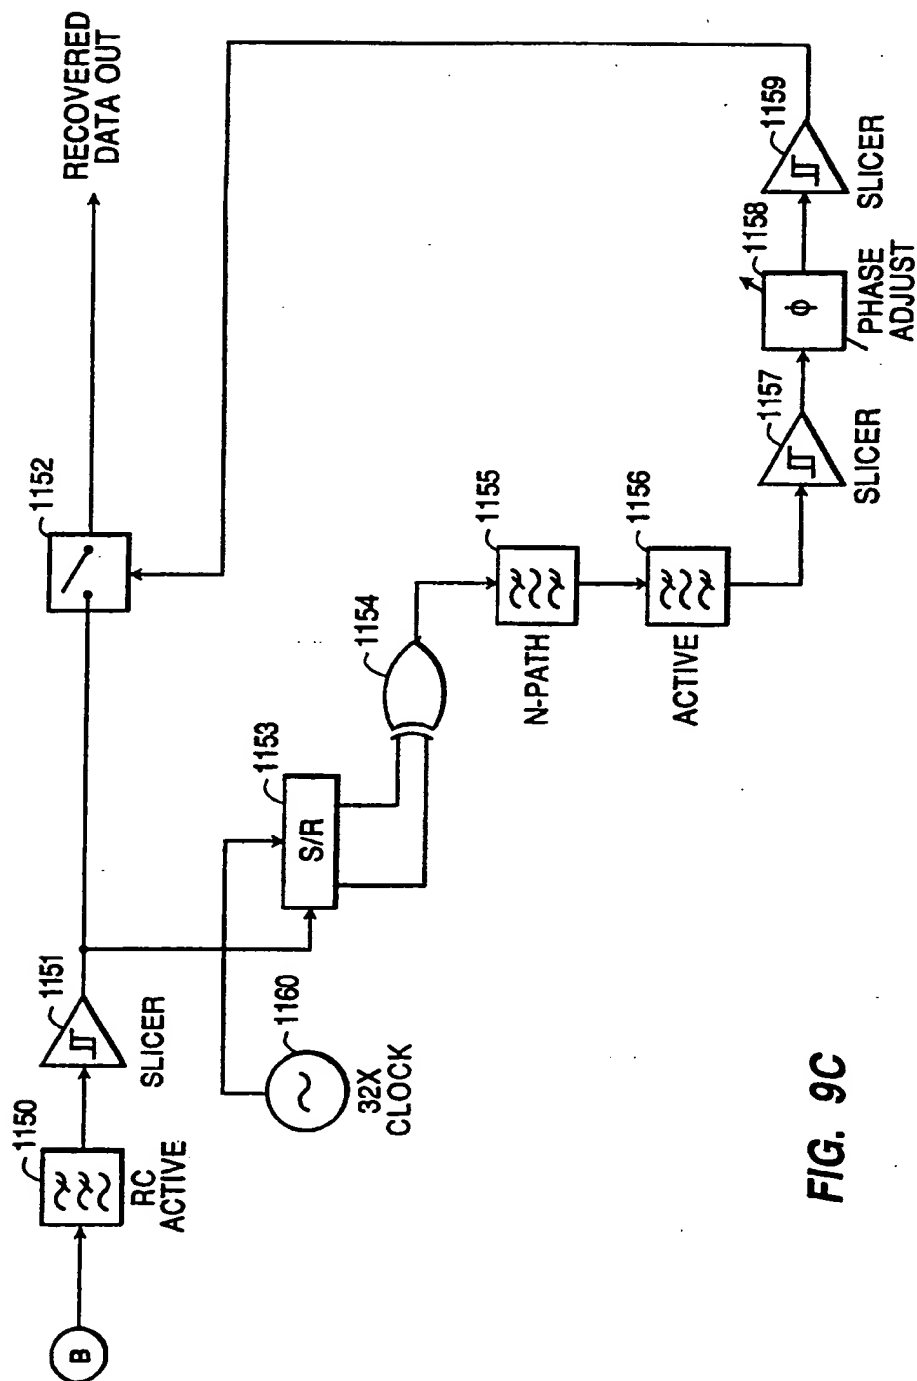 B
1150
RC
ACTIVE
1151
SLICER
1152
RECOVERED
DATA OUT
1160
32X
CLOCK
1153
S/R
1154
1155
N-PATH
1156
ACTIVE
1157
SLICER
1158
ϕ
PHASE
ADJUST
1159
SLICER
FIG. 9C